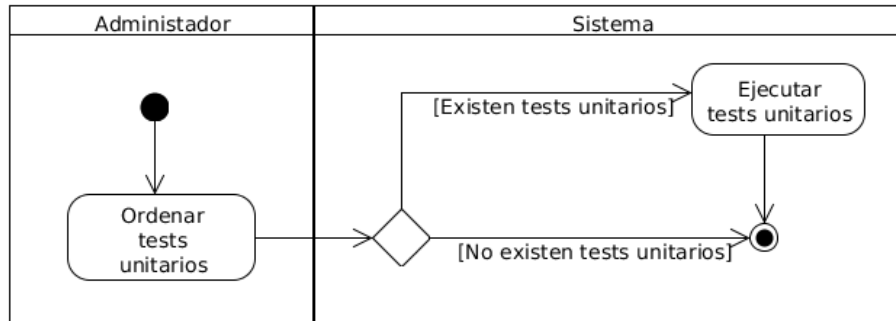 Administador
Sistema
Ejecutar
tests unitarios
[Existen tests unitarios]
Ordenar
tests
unitarios
[No existen tests unitarios]